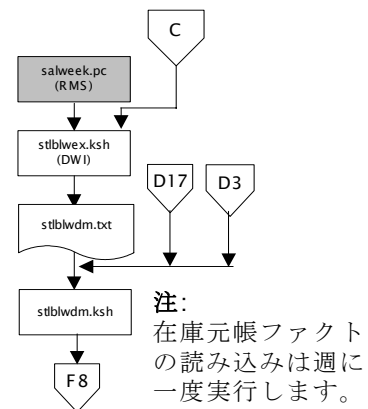 C
salweek.pc
(RMS)
stlblwex.ksh
(DWI)
D17
D3
stlblwdm.txt
stlblwdm.ksh
注:
在庫元帳ファクト
の読み込みは週に
一度実行します。
F8